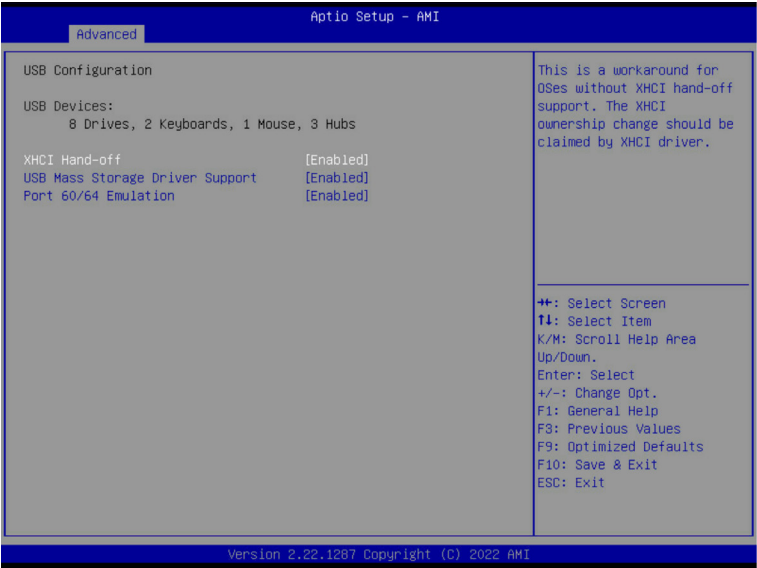 Aptio Setup – AMI
Advanced
USB Configuration
USB Devices:
8 Drives, 2 Keyboards, 1 Mouse, 3 Hubs
XHCI Hand-off [Enabled]
USB Mass Storage Driver Support [Enabled]
Port 60/64 Emulation [Enabled]
This is a workaround for
OSes without XHCI hand-off
support. The XHCI
ownership change should be
claimed by XHCI driver.
→←: Select Screen
↑↓: Select Item
K/M: Scroll Help Area
Up/Down.
Enter: Select
+/-: Change Opt.
F1: General Help
F3: Previous Values
F9: Optimized Defaults
F10: Save & Exit
ESC: Exit
Version 2.22.1287 Copyright (C) 2022 AMI